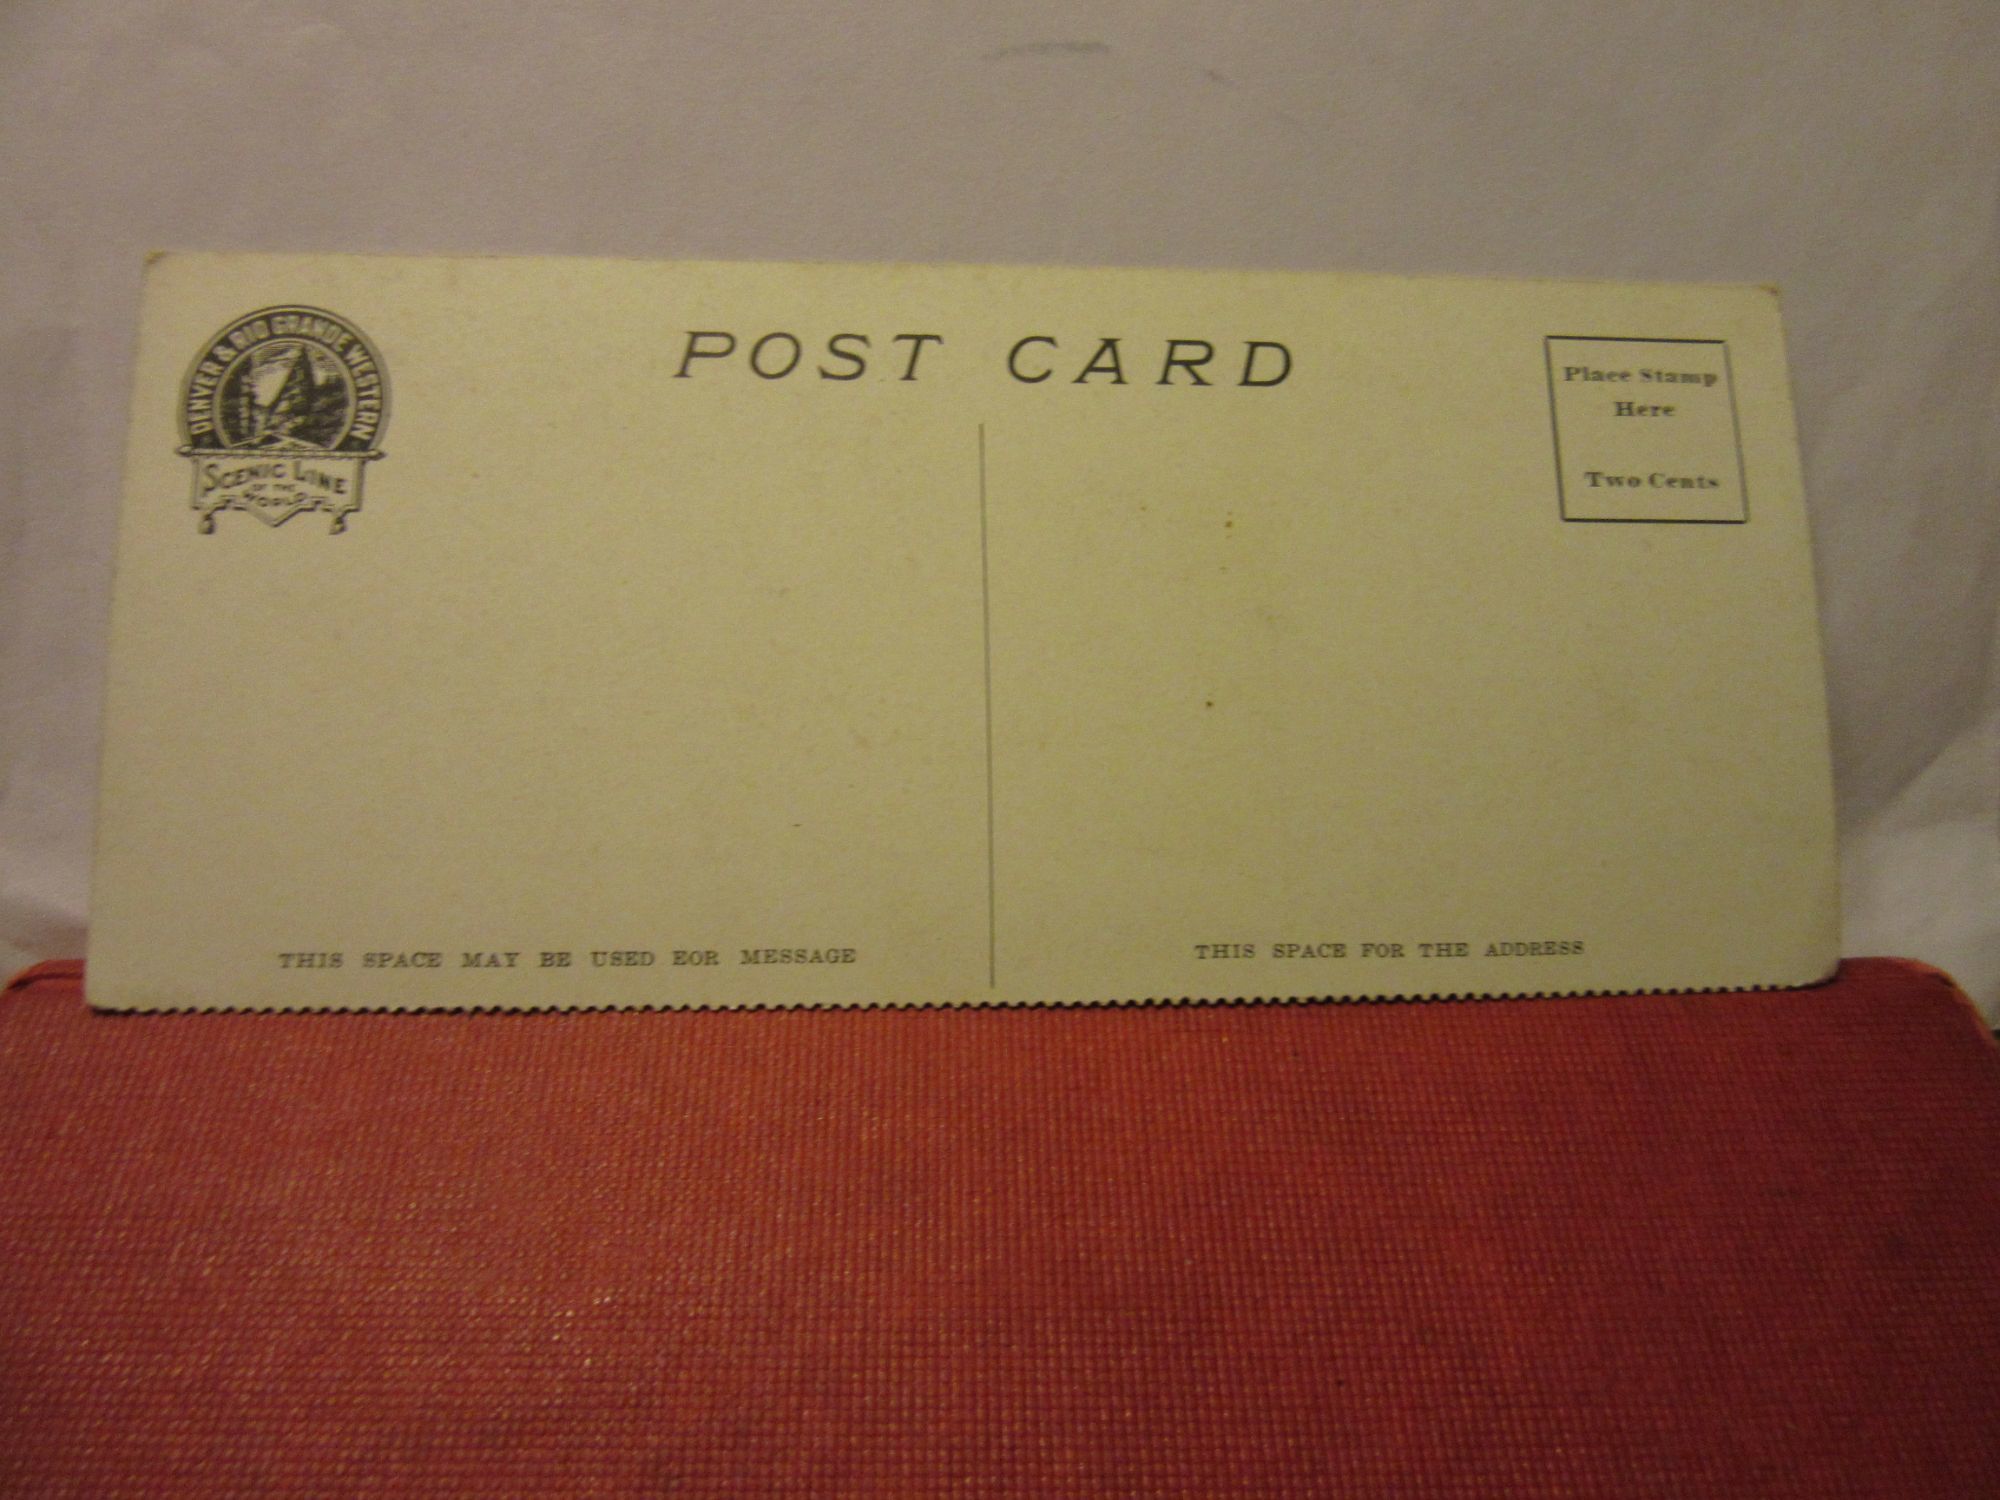 DENVER & RIO GRANDE WESTERN
SCENIC LINE
OF THE
WORLD
POST CARD
Place Stamp
Here
Two Cents
THIS SPACE MAY BE USED EOR MESSAGE
THIS SPACE FOR THE ADDRESS